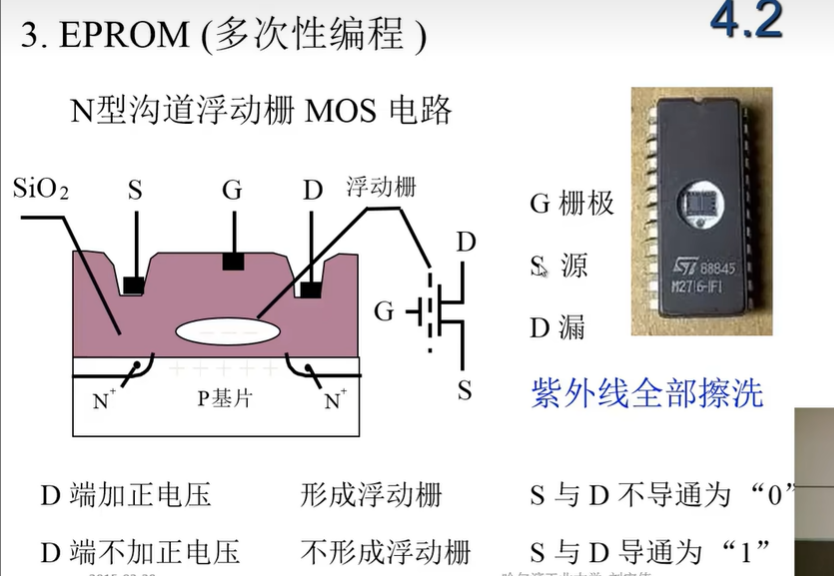 3. EPROM (多次性编程 )
4.2
N型沟道浮动栅 MOS 电路
SiO₂ S G D 浮动栅
G 栅极
S 源
D 漏
D
G
S
N⁺ P基片 N⁺
ST 88845
M2716-1F1
紫外线全部擦洗
D 端加正电压 形成浮动栅 S 与 D 不导通为“0”
D 端不加正电压 不形成浮动栅 S 与 D 导通为“1”